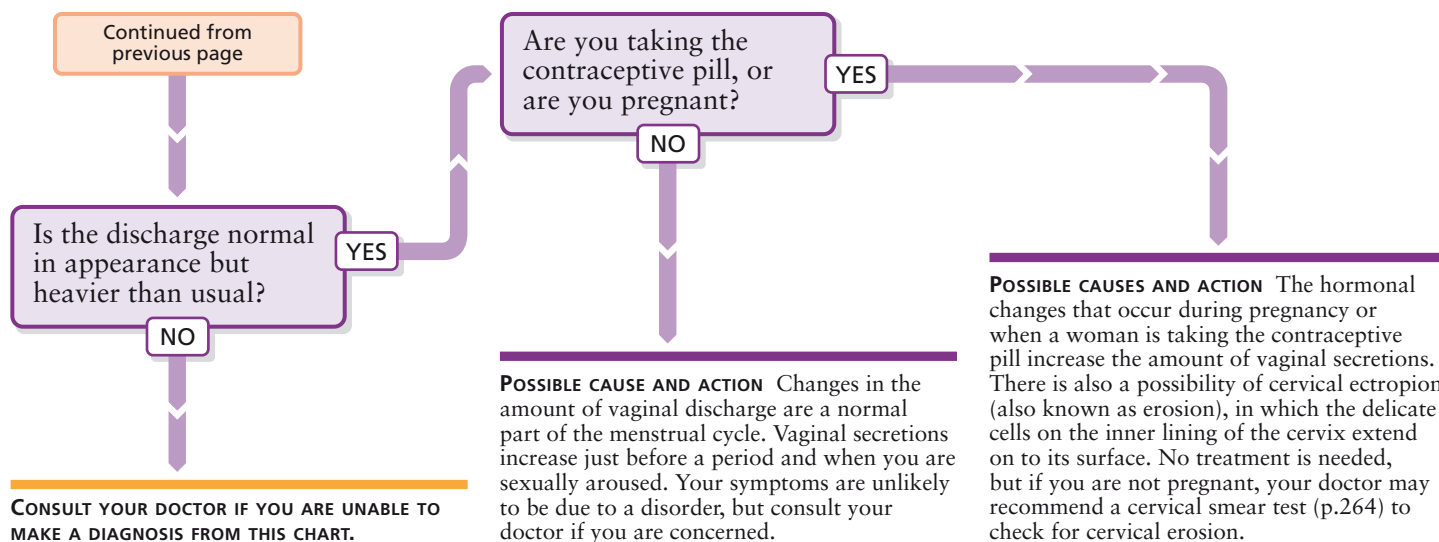 Continued from
previous page
Is the discharge normal
in appearance but
heavier than usual?
YES
NO
CONSULT YOUR DOCTOR IF YOU ARE UNABLE TO
MAKE A DIAGNOSIS FROM THIS CHART.
Are you taking the
contraceptive pill, or
are you pregnant?
YES
NO
POSSIBLE CAUSE AND ACTION Changes in the
amount of vaginal discharge are a normal
part of the menstrual cycle. Vaginal secretions
increase just before a period and when you are
sexually aroused. Your symptoms are unlikely
to be due to a disorder, but consult your
doctor if you are concerned.
POSSIBLE CAUSES AND ACTION The hormonal
changes that occur during pregnancy or
when a woman is taking the contraceptive
pill increase the amount of vaginal secretions.
There is also a possibility of cervical ectropion
(also known as erosion), in which the delicate
cells on the inner lining of the cervix extend
on to its surface. No treatment is needed,
but if you are not pregnant, your doctor may
recommend a cervical smear test (p.264) to
check for cervical erosion.